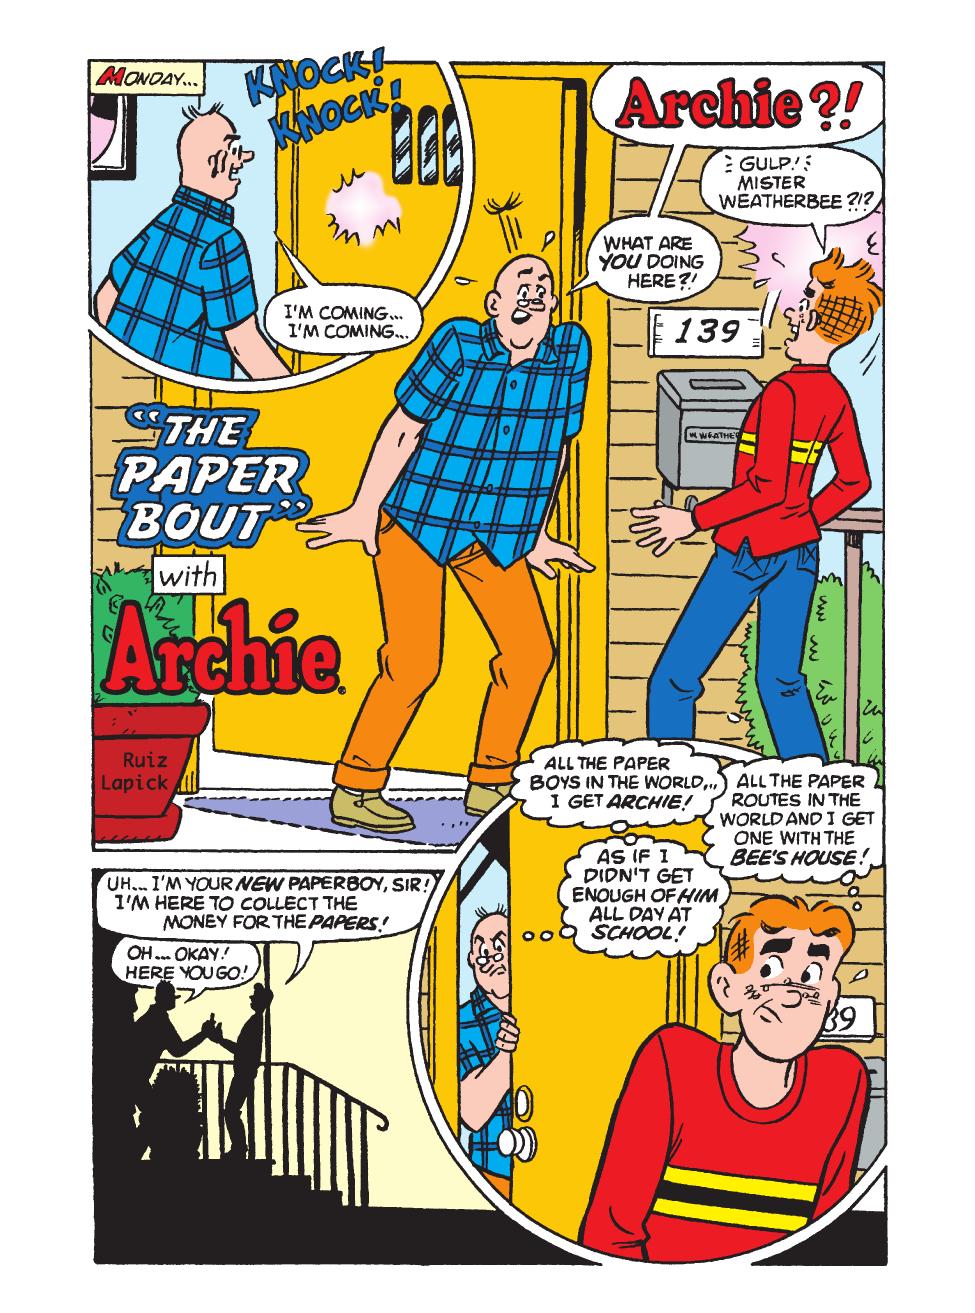 MONDAY...
KNOCK!
KNOCK!
I'M COMING...
I'M COMING...
Archie?!
WHAT ARE
YOU DOING
HERE?!
GULP!
MISTER
WEATHERBEE?!?
139
W. WEATHER
"THE
PAPER
BOUT"
with
Archie
Ruiz
Lapick
UH... I'M YOUR NEW PAPERBOY, SIR!
I'M HERE TO COLLECT THE
MONEY FOR THE PAPERS!
OH... OKAY!
HERE YOU GO!
ALL THE PAPER
BOYS IN THE WORLD...
I GET ARCHIE!
AS IF I
DIDN'T GET
ENOUGH OF HIM
ALL DAY AT
SCHOOL!
ALL THE PAPER
ROUTES IN THE
WORLD AND I GET
ONE WITH THE
BEE'S HOUSE!
39